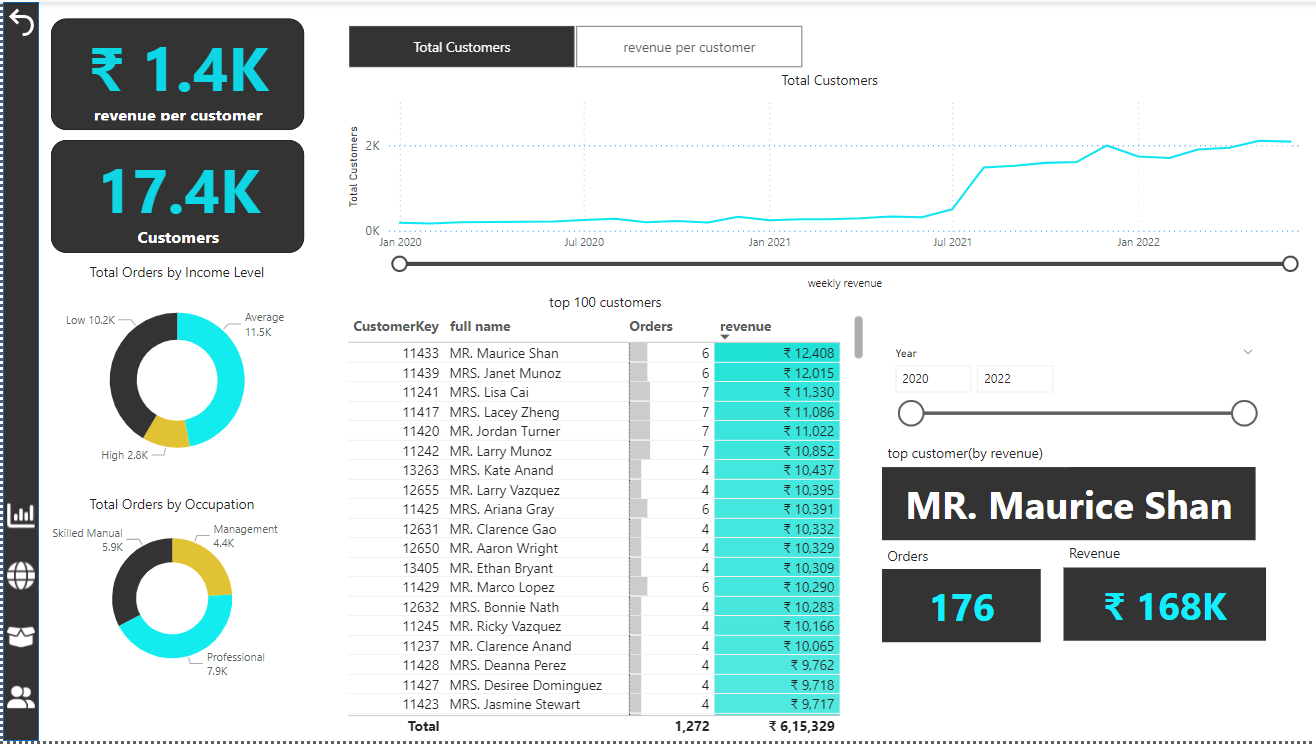 ₹ 1.4K
revenue per customer
17.4K
Customers
Total Orders by Income Level
Low 10.2K
Average
11.5K
High 2.8K
Total Orders by Occupation
Skilled Manual
5.9K
Management
4.4K
Professional
7.9K
Total Customers
revenue per customer
Total Customers
Total Customers
2K
0K
Jan 2020
Jul 2020
Jan 2021
Jul 2021
Jan 2022
weekly revenue
top 100 customers
CustomerKey full name Orders revenue
11433 MR. Maurice Shan 6 ₹ 12,408
11439 MRS. Janet Munoz 6 ₹ 12,015
11241 MRS. Lisa Cai 7 ₹ 11,330
11417 MRS. Lacey Zheng 7 ₹ 11,086
11420 MR. Jordan Turner 7 ₹ 11,022
11242 MR. Larry Munoz 7 ₹ 10,852
13263 MRS. Kate Anand 4 ₹ 10,437
12655 MR. Larry Vazquez 4 ₹ 10,395
11425 MRS. Ariana Gray 6 ₹ 10,391
12631 MR. Clarence Gao 4 ₹ 10,332
12650 MR. Aaron Wright 4 ₹ 10,329
13405 MR. Ethan Bryant 4 ₹ 10,309
11429 MR. Marco Lopez 6 ₹ 10,290
12632 MRS. Bonnie Nath 4 ₹ 10,283
11245 MR. Ricky Vazquez 4 ₹ 10,166
11237 MR. Clarence Anand 4 ₹ 10,065
11428 MRS. Deanna Perez 4 ₹ 9,762
11427 MRS. Desiree Dominguez 4 ₹ 9,718
11423 MRS. Jasmine Stewart 4 ₹ 9,717
Total 1,272 ₹ 6,15,329
Year
2020 2022
top customer(by revenue)
MR. Maurice Shan
Orders
176
Revenue
₹ 168K